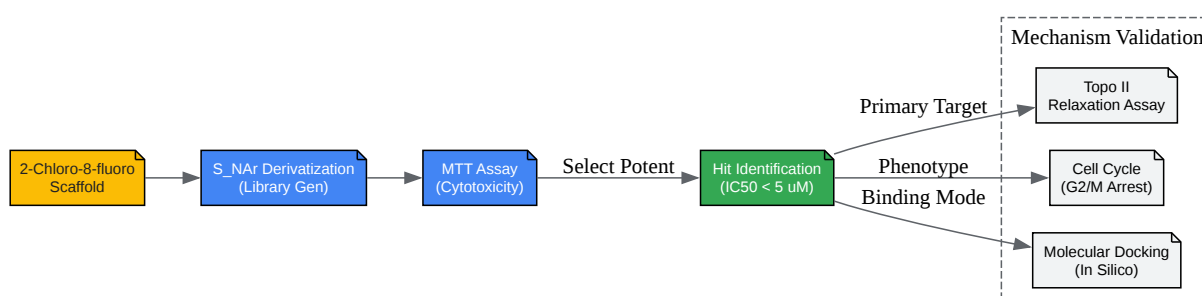 2-Chloro-8-fluoro
Scaffold
S_NAr Derivatization
(Library Gen)
MTT Assay
(Cytotoxicity)
Select Potent
Hit Identification
(IC50 < 5 uM)
Primary Target
Phenotype
Binding Mode
Mechanism Validation
Topo II
Relaxation Assay
Cell Cycle
(G2/M Arrest)
Molecular Docking
(In Silico)